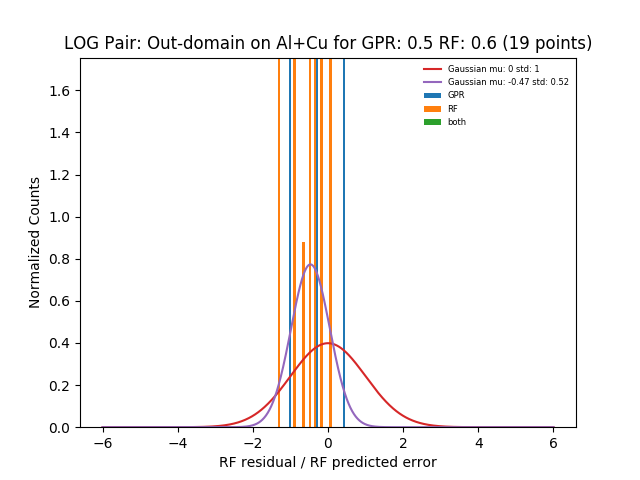 LOG Pair: Out-domain on Al+Cu for GPR: 0.5 RF: 0.6 (19 points)
Gaussian mu: 0 std: 1
Gaussian mu: -0.47 std: 0.52
GPR
RF
both
Normalized Counts
1.6
1.4
1.2
1.0
0.8
0.6
0.4
0.2
0.0
−6 −4 −2 0 2 4 6
RF residual / RF predicted error